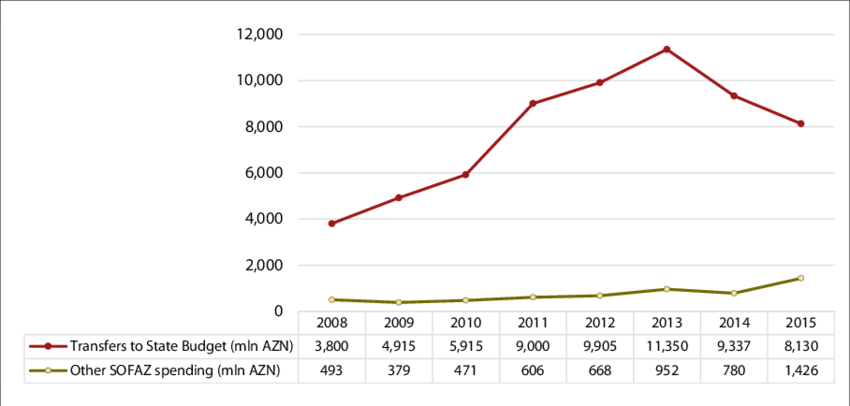 12,000
10,000
8,000
6,000
4,000
2,000
0
2008 2009 2010 2011 2012 2013 2014 2015
Transfers to State Budget (mln AZN) 3,800 4,915 5,915 9,000 9,905 11,350 9,337 8,130
Other SOFAZ spending (mln AZN) 493 379 471 606 668 952 780 1,426